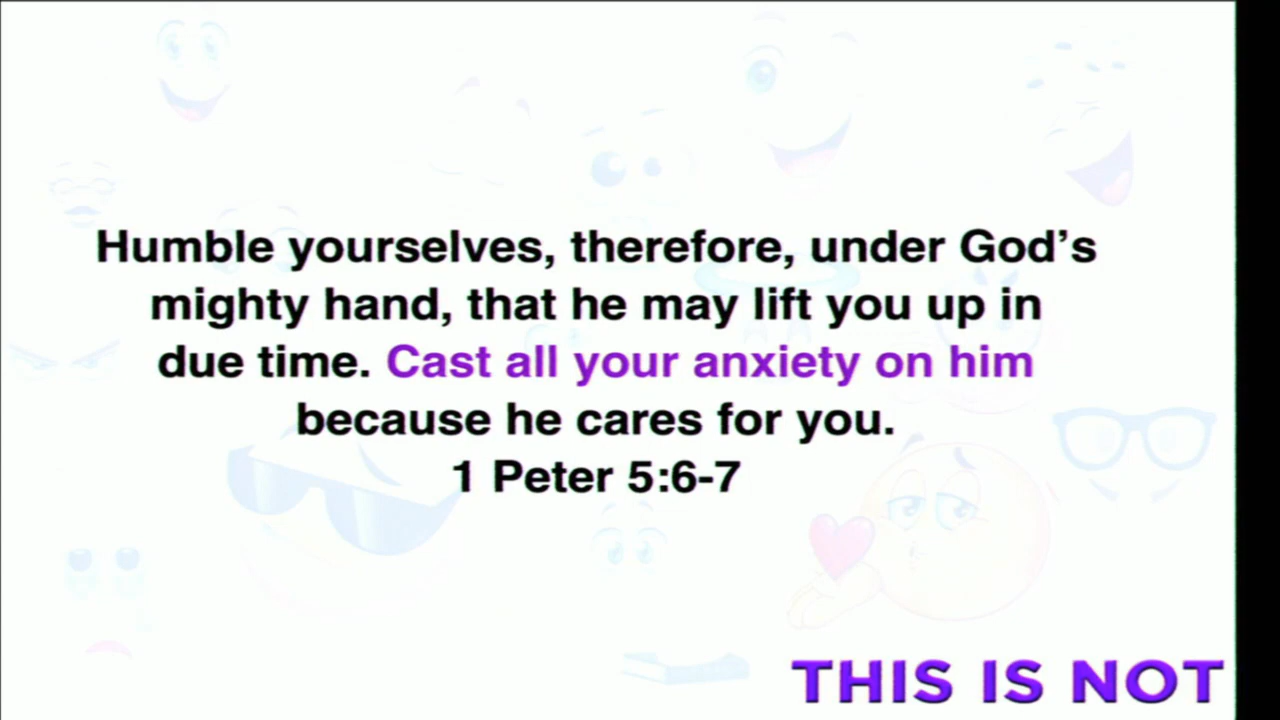 Humble yourselves, therefore, under God's
mighty hand, that he may lift you up in
due time. Cast all your anxiety on him
because he cares for you.
1 Peter 5:6-7
THIS IS NOT